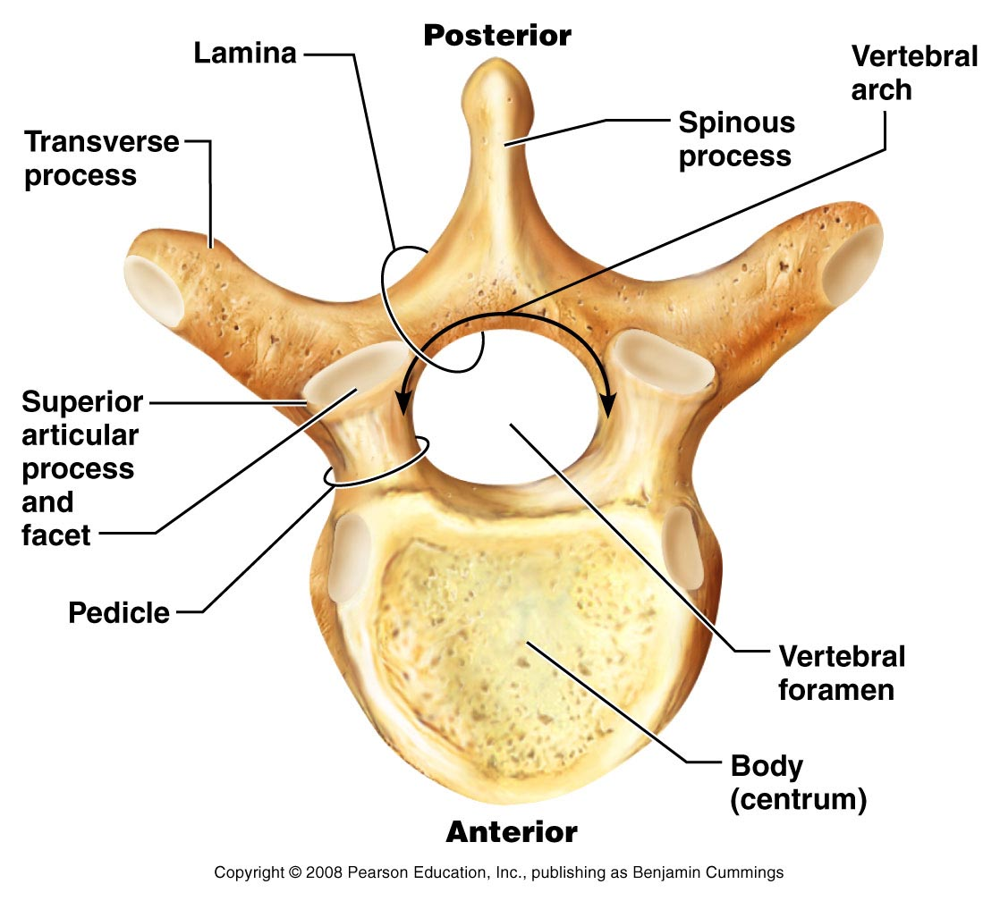 Posterior
Lamina
Vertebral
arch
Spinous
process
Transverse
process
Superior
articular
process
and
facet
Pedicle
Vertebral
foramen
Body
(centrum)
Anterior
Copyright © 2008 Pearson Education, Inc., publishing as Benjamin Cummings